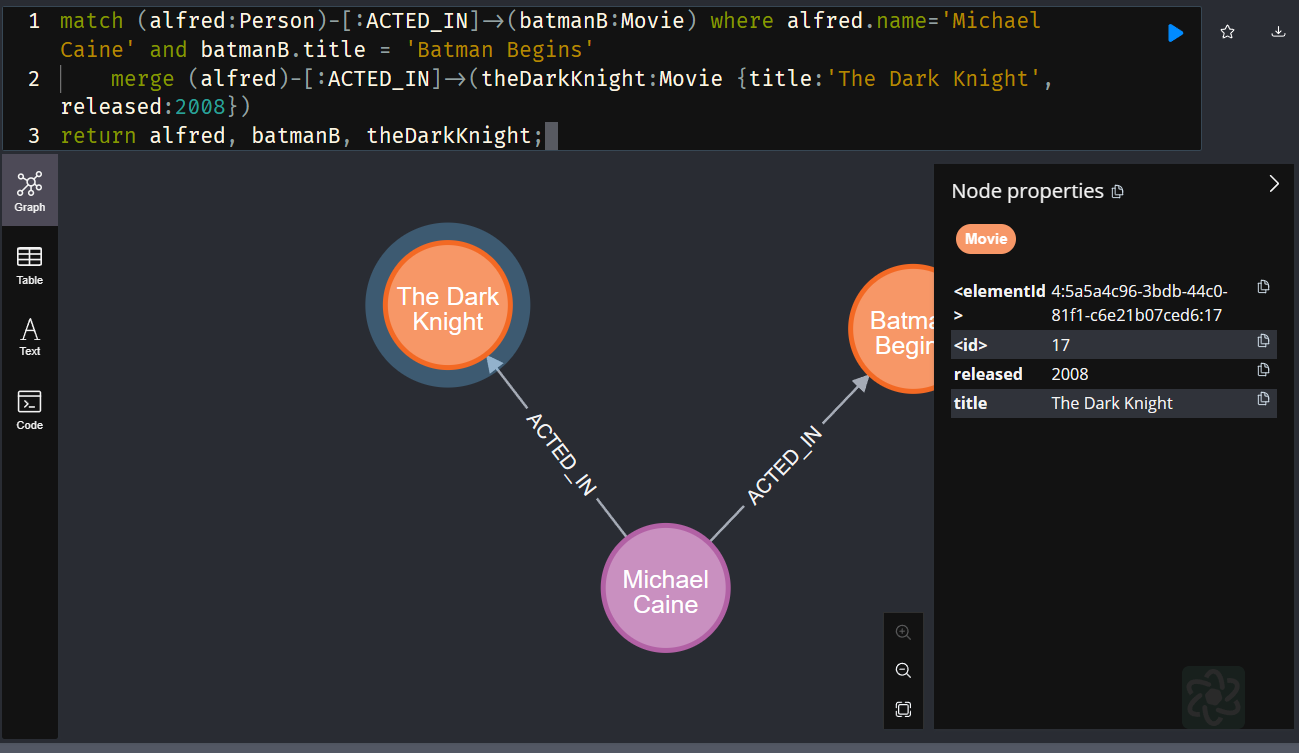 1 match (alfred:Person)-[:ACTED_IN]->(batmanB:Movie) where alfred.name='Michael
Caine' and batmanB.title = 'Batman Begins'
2 merge (alfred)-[:ACTED_IN]->(theDarkKnight:Movie {title:'The Dark Knight',
released:2008})
3 return alfred, batmanB, theDarkKnight;
Graph
Table
Text
Code
The Dark
Knight
Batma
Begin
ACTED_IN
ACTED_IN
Michael
Caine
Node properties
Movie
<elementId 4:5a5a4c96-3bdb-44c0-
> 81f1-c6e21b07ced6:17
<id> 17
released 2008
title The Dark Knight